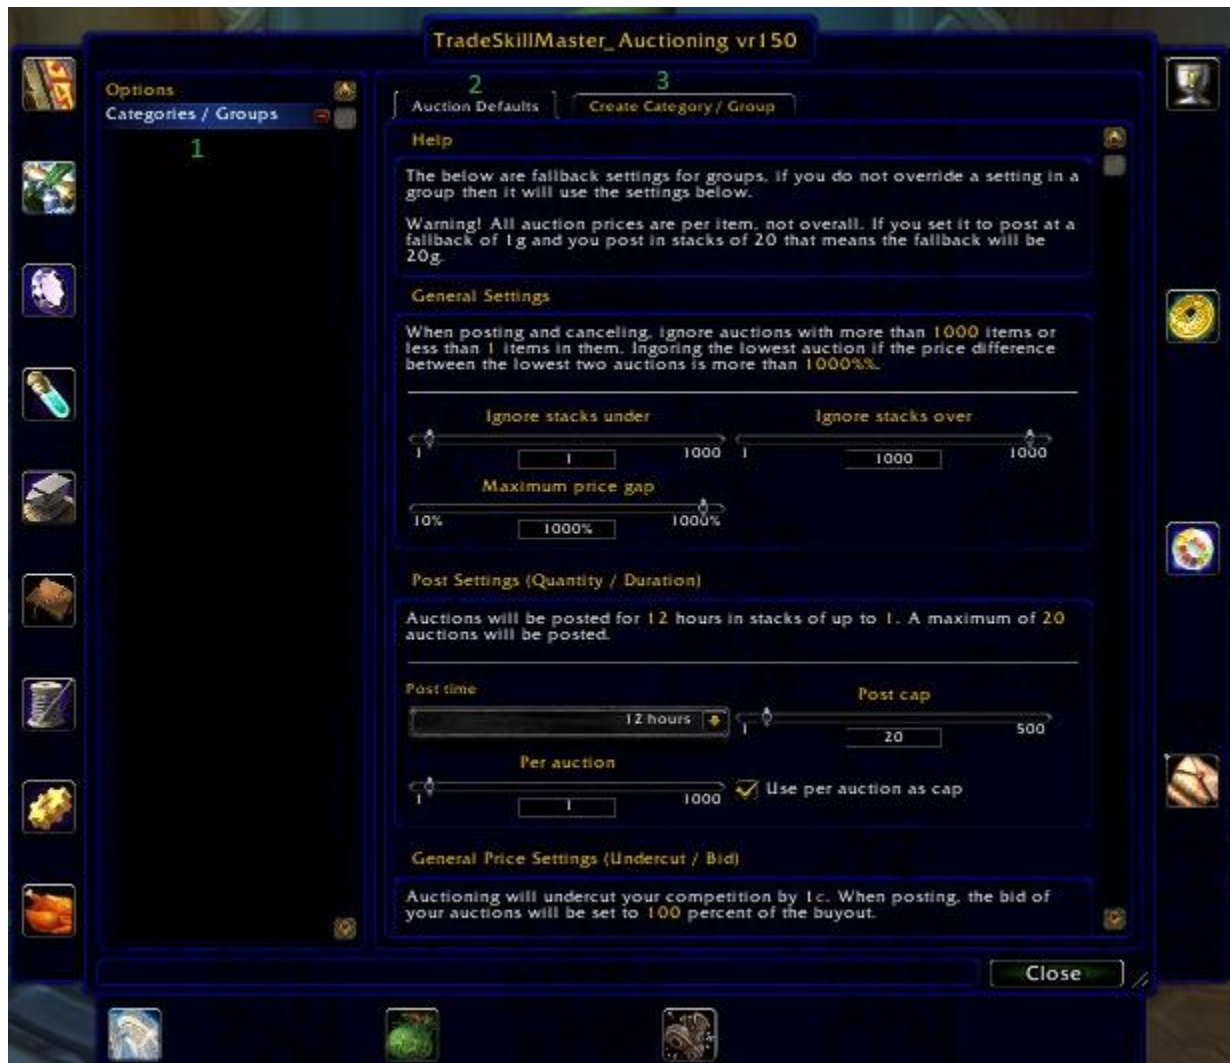 TradeSkillMaster_Auctioning vr150
Options
Categories / Groups
1
2
3
Auction Defaults
Create Category / Group
Help
The below are fallback settings for groups, if you do not override a setting in a
group then it will use the settings below.
Warning! All auction prices are per item, not overall. If you set it to post at a
fallback of 1g and you post in stacks of 20 that means the fallback will be
20g.
General Settings
When posting and canceling, ignore auctions with more than 1000 items or
less than 1 items in them. Ingoring the lowest auction if the price difference
between the lowest two auctions is more than 1000%%.
Ignore stacks under
Ignore stacks over
1
1
1000
1
1000
1000
Maximum price gap
10%
1000%
1000%
Post Settings (Quantity / Duration)
Auctions will be posted for 12 hours in stacks of up to 1. A maximum of 20
auctions will be posted.
Post time
Post cap
12 hours
1
20
500
Per auction
1
1
1000
Use per auction as cap
General Price Settings (Undercut / Bid)
Auctioning will undercut your competition by 1c. When posting, the bid of
your auctions will be set to 100 percent of the buyout.
Close